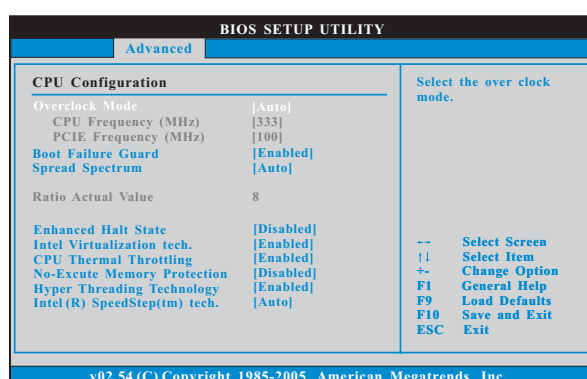 BIOS SETUP UTILITY
Advanced
CPU Configuration
Overclock Mode [Auto]
CPU Frequency (MHz) [333]
PCIE Frequency (MHz) [100]
Boot Failure Guard [Enabled]
Spread Spectrum [Auto]
Ratio Actual Value 8
Enhanced Halt State [Disabled]
Intel Virtualization tech. [Enabled]
CPU Thermal Throttling [Enabled]
No-Excute Memory Protection [Disabled]
Hyper Threading Technology [Enabled]
Intel (R) SpeedStep(tm) tech. [Auto]
Select the over clock
mode.
←→ Select Screen
↑↓ Select Item
+- Change Option
F1 General Help
F9 Load Defaults
F10 Save and Exit
ESC Exit
v02.54 (C) Copyright 1985-2005, American Megatrends, Inc.